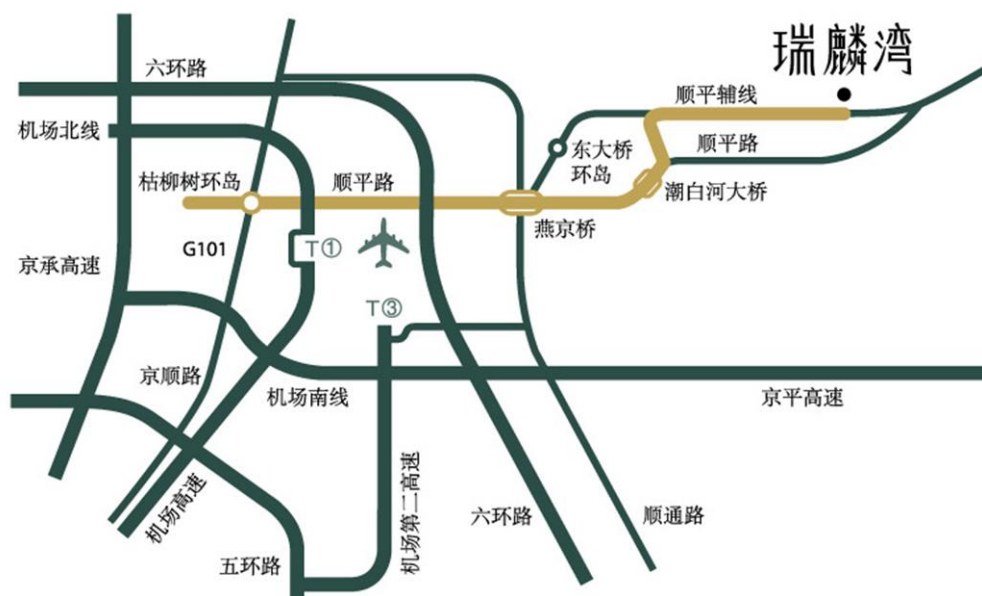 瑞麟湾
六环路
顺平辅线
机场北线
顺平路
东大桥
环岛
枯柳树环岛
顺平路
潮白河大桥
燕京桥
G101
T①
京承高速
T③
京顺路
机场南线
京平高速
机场高速
机场第二高速
六环路
顺通路
五环路